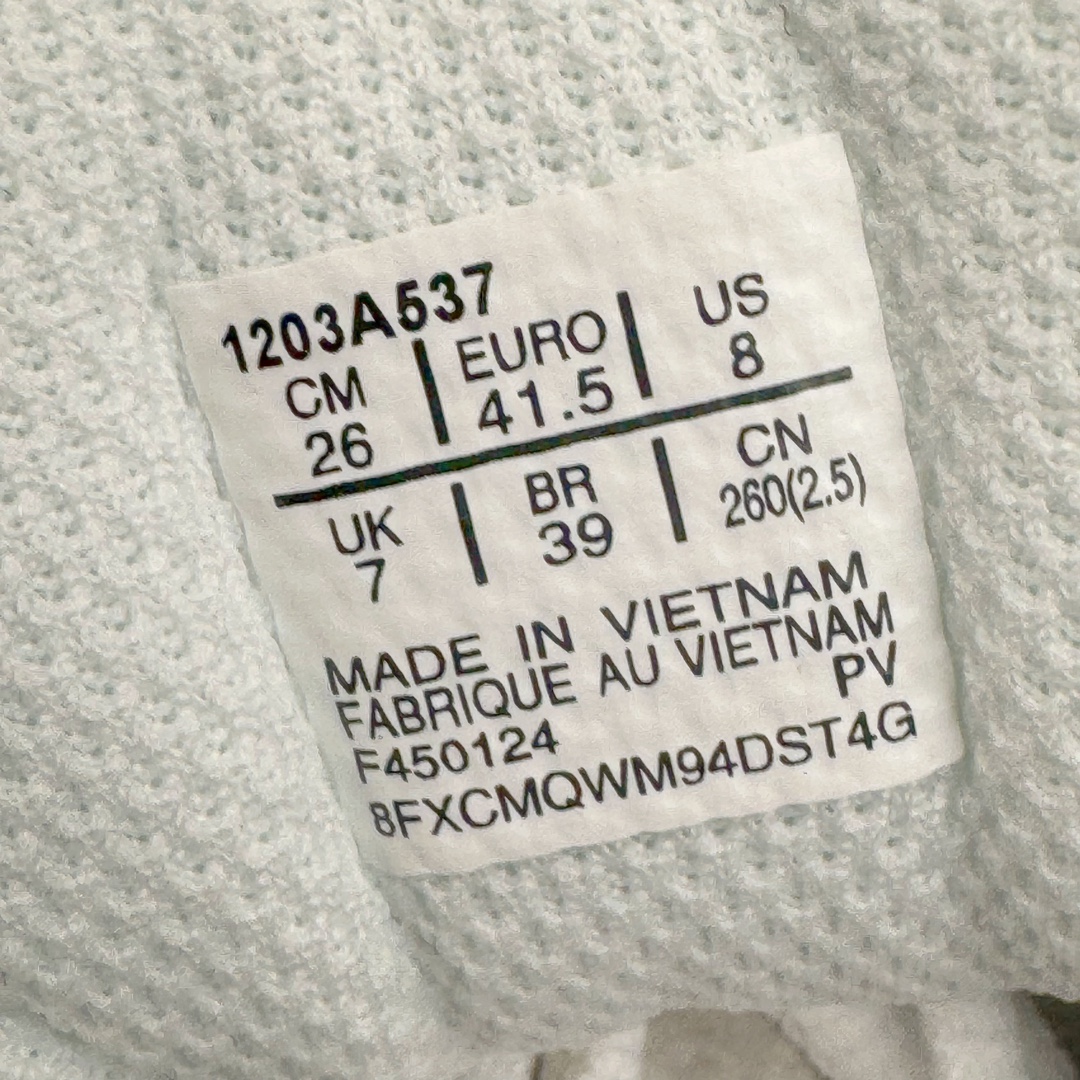 1203A537
CM EURO US
26 41.5 8
UK BR CN
7 39 260(2.5)
MADE IN VIETNAM
FABRIQUE AU VIETNAM
PV
F450124
8FXCMQWM94DST4G